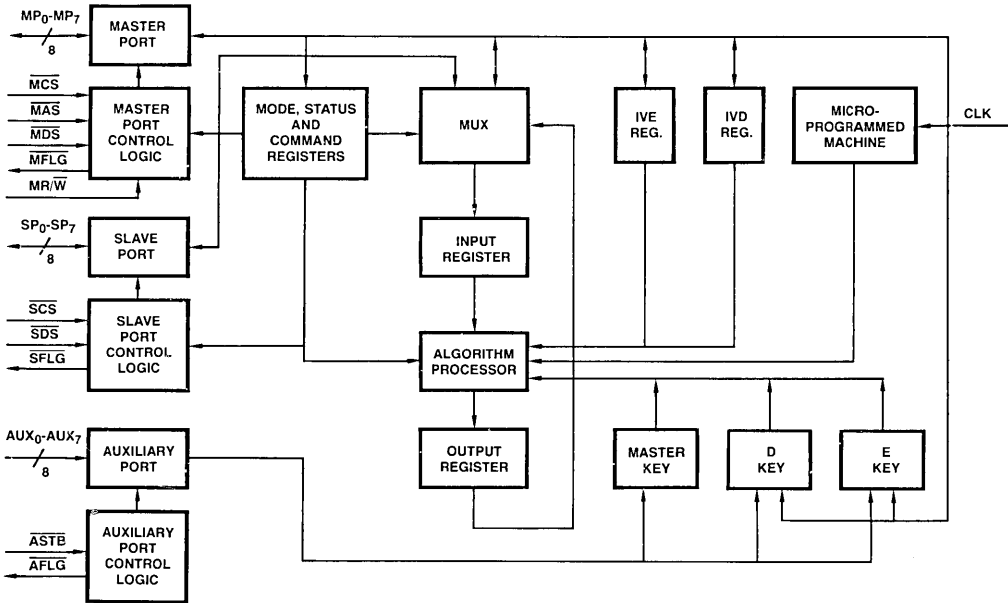 MP0-MP7
8
MASTER
PORT
MCS
MAS
MDS
MFLG
MR/W
MASTER
PORT
CONTROL
LOGIC
MODE, STATUS
AND
COMMAND
REGISTERS
MUX
IVE
REG.
IVD
REG.
MICRO-
PROGRAMMED
MACHINE
CLK
SP0-SP7
8
SLAVE
PORT
INPUT
REGISTER
SCS
SDS
SFLG
SLAVE
PORT
CONTROL
LOGIC
ALGORITHM
PROCESSOR
AUX0-AUX7
8
AUXILIARY
PORT
OUTPUT
REGISTER
MASTER
KEY
D
KEY
E
KEY
ASTB
AFLG
AUXILIARY
PORT
CONTROL
LOGIC